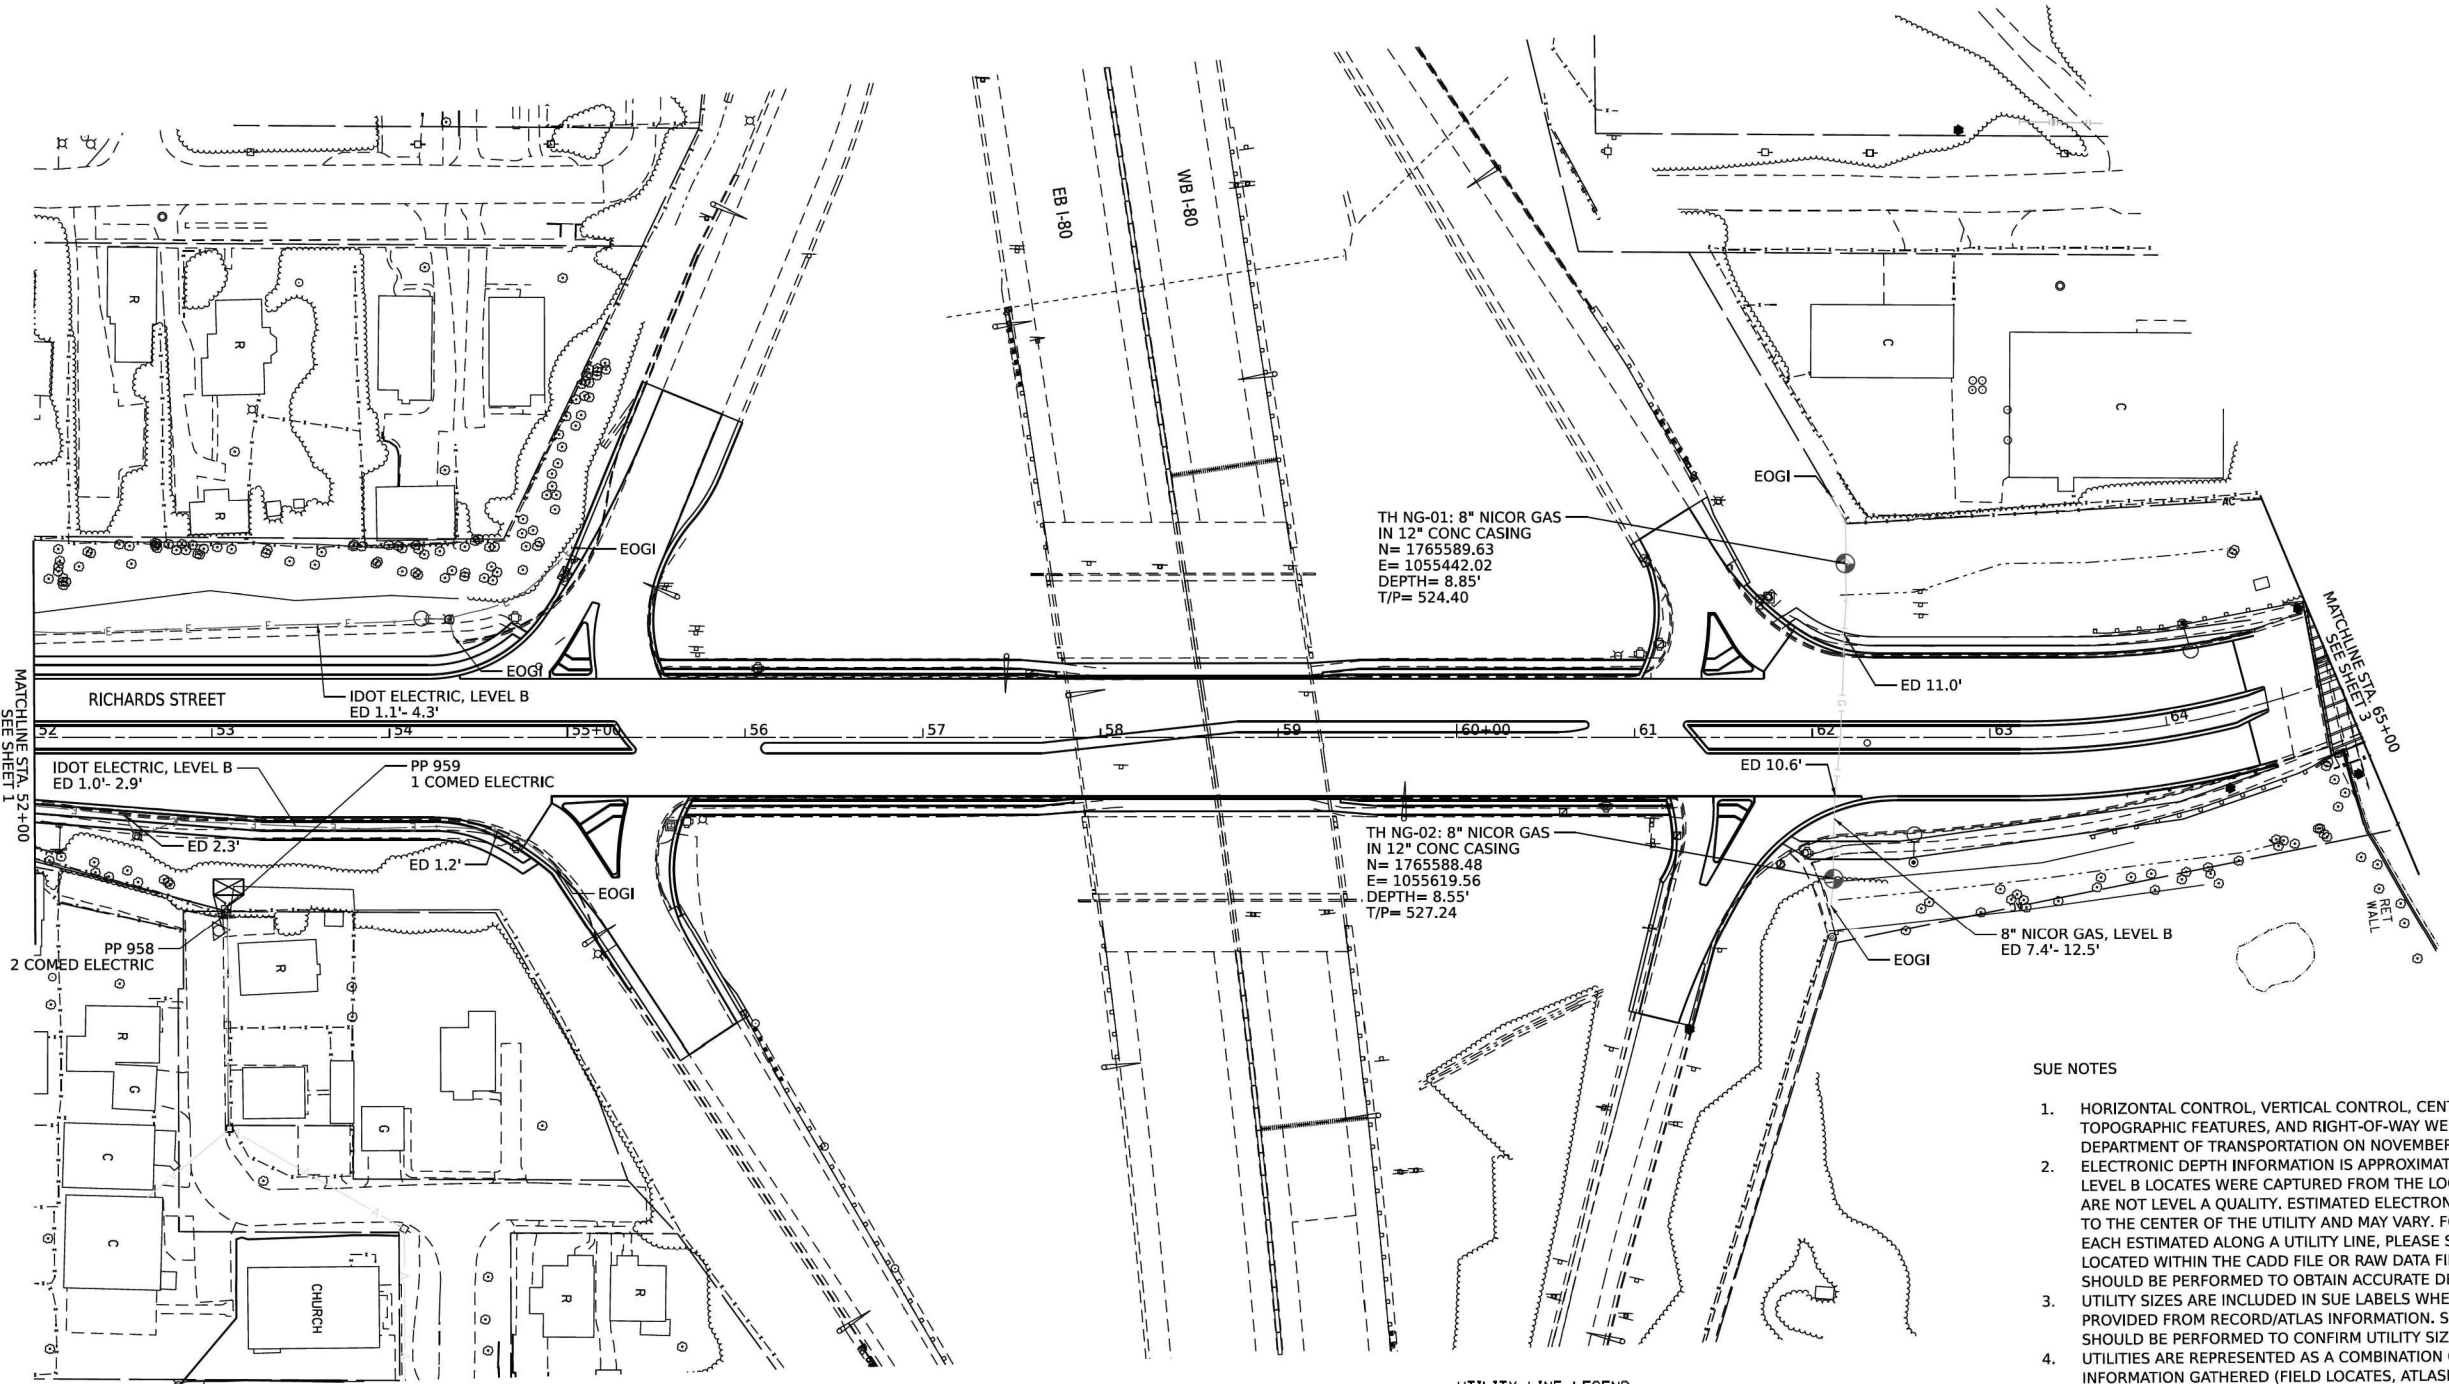 EB I-80
WB I-80
R
R
R
C
C
EOGI
AC
TH NG-01: 8" NICOR GAS
IN 12" CONC CASING
N= 1765589.63
E= 1055442.02
DEPTH= 8.85'
T/P= 524.40
EOGI
E E E E
EOGI
IDOT ELECTRIC, LEVEL B
ED 1.1'- 4.3'
RICHARDS STREET
ED 11.0'
MATCHLINE STA. 65+00
SEE SHEET 3
MATCHLINE STA. 52+00
SEE SHEET 1
52 53 54 55+00 56 57 58 59 60+00 61 62 63 64
G
IDOT ELECTRIC, LEVEL B
ED 1.0'- 2.9'
PP 959
1 COMED ELECTRIC
ED 10.6'
ED 2.3'
ED 1.2'
EOGI
TH NG-02: 8" NICOR GAS
IN 12" CONC CASING
N= 1765588.48
E= 1055619.56
DEPTH= 8.55'
T/P= 527.24
RET
WALL
PP 958
2 COMED ELECTRIC
8" NICOR GAS, LEVEL B
ED 7.4'- 12.5'
EOGI
R
R
G
G
C
C
A
CHURCH
R
R
SUE NOTES
1. HORIZONTAL CONTROL, VERTICAL CONTROL, CEN
TOPOGRAPHIC FEATURES, AND RIGHT-OF-WAY WE
DEPARTMENT OF TRANSPORTATION ON NOVEMBER
2. ELECTRONIC DEPTH INFORMATION IS APPROXIMAT
LEVEL B LOCATES WERE CAPTURED FROM THE LO
ARE NOT LEVEL A QUALITY. ESTIMATED ELECTRON
TO THE CENTER OF THE UTILITY AND MAY VARY. F
EACH ESTIMATED ALONG A UTILITY LINE, PLEASE S
LOCATED WITHIN THE CADD FILE OR RAW DATA FI
SHOULD BE PERFORMED TO OBTAIN ACCURATE D
3. UTILITY SIZES ARE INCLUDED IN SUE LABELS WHE
PROVIDED FROM RECORD/ATLAS INFORMATION. S
SHOULD BE PERFORMED TO CONFIRM UTILITY SIZ
4. UTILITIES ARE REPRESENTED AS A COMBINATION
INFORMATION GATHERED (FIELD LOCATES, ATLAS
UTILITY LINE LEGEND